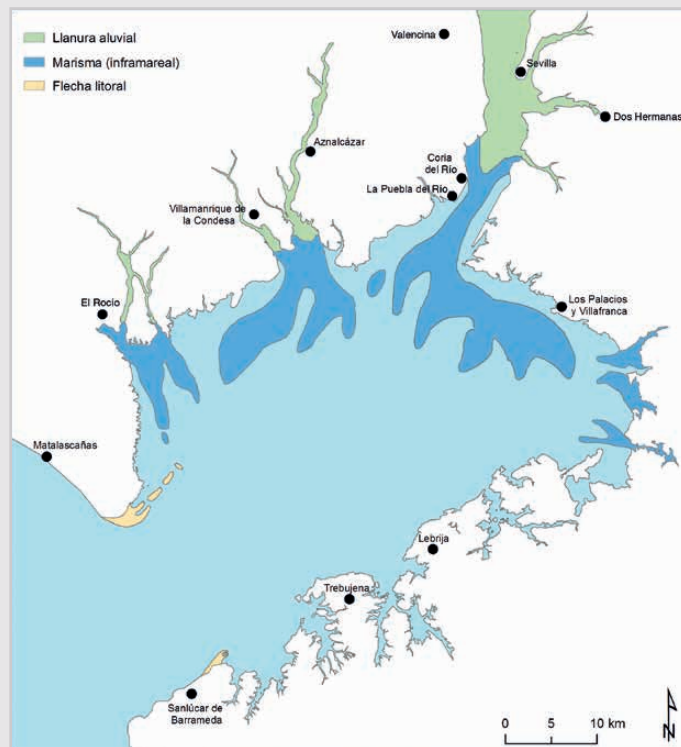 Llanura aluvial
Marisma (inframareal)
Flecha litoral
Valencina
Sevilla
Dos Hermanas
Aznalcázar
Coria
del Río
La Puebla del Río
Villamanrique de
la Condesa
El Rocío
Los Palacios
y Villafranca
Matalascañas
Lebrija
Trebujena
Sanlúcar de
Barrameda
0 5 10 km
N